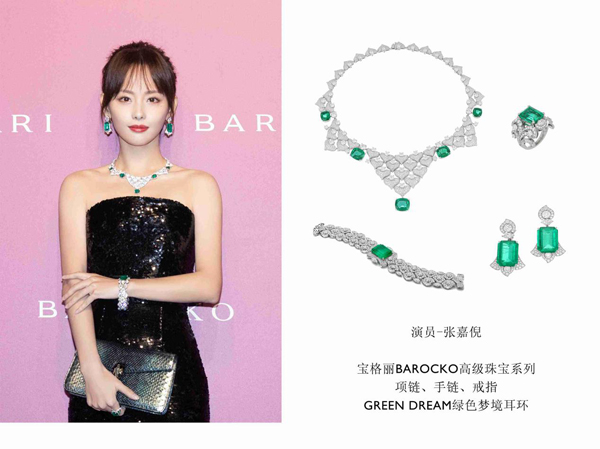 BARI
ARI
BAROCKO
演员-张嘉倪
宝格丽BAROCKO高级珠宝系列
项链、手链、戒指
GREEN DREAM绿色梦境耳环